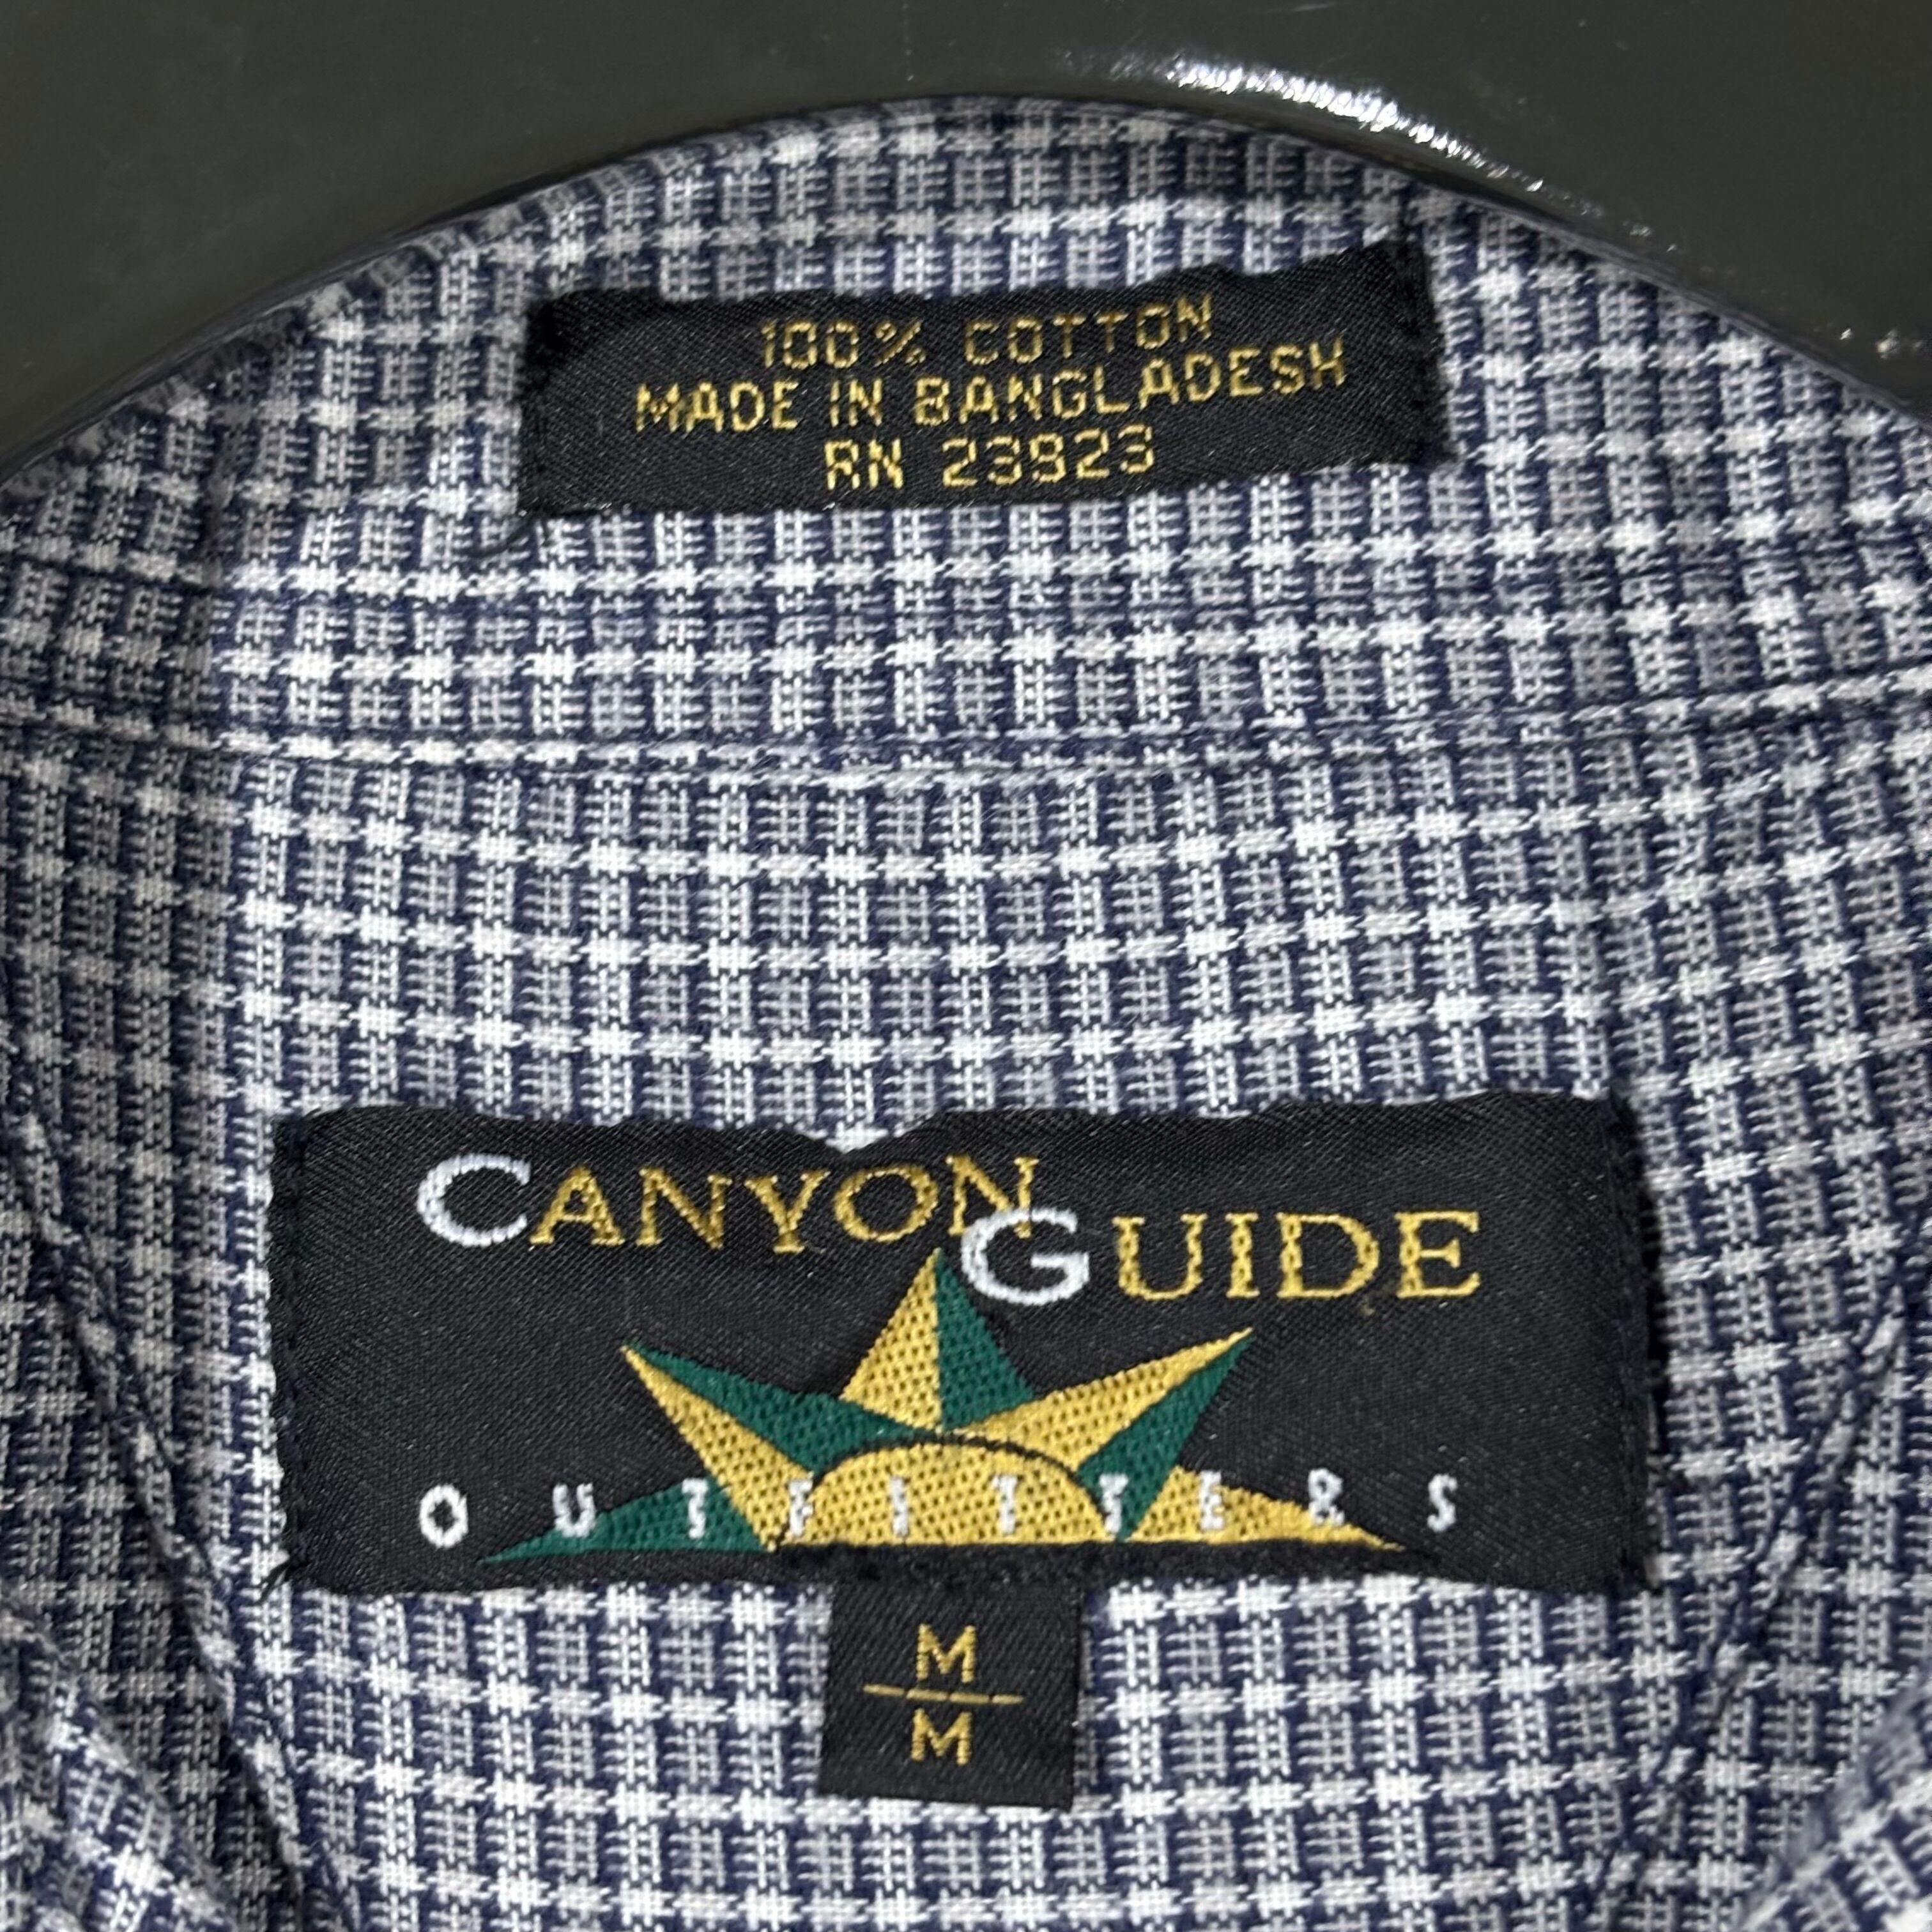 100% COTTON
MADE IN BANGLADESH
RN 23923
CANYON GUIDE
OUTFITTERS
M
M